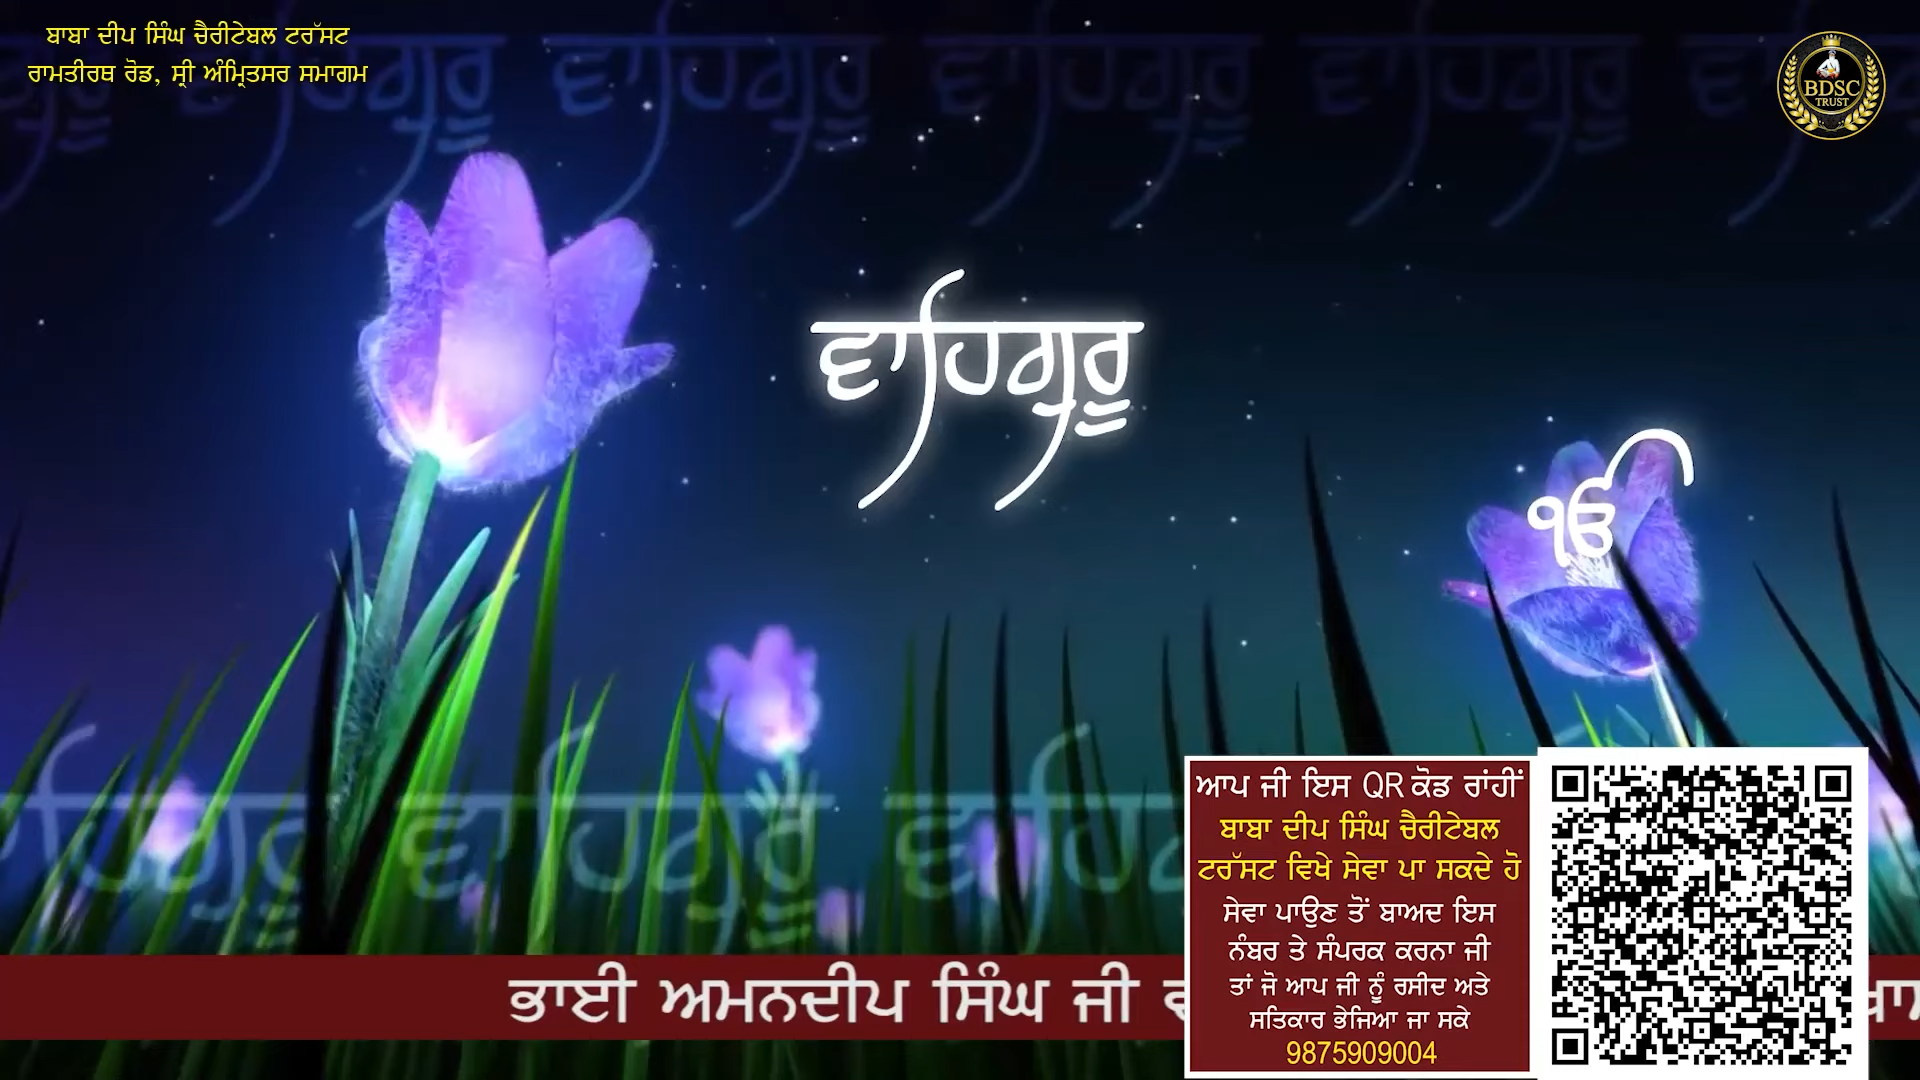 ਬਾਬਾ ਦੀਪ ਸਿੰਘ ਚੈਰੀਟੇਬਲ ਟਰੱਸਟ
ਰਾਮਤੀਰਥ ਰੋਡ, ਸ੍ਰੀ ਅੰਮ੍ਰਿਤਸਰ ਸਮਾਗਮ
BDSC
TRUST
ਵਾਹਿਗੁਰੂ ਵਾਹਿਗੁਰੂ ਵਾਹਿਗੁਰੂ ਵਾਹਿਗੁਰੂ
ਵਾਹਿਗੁਰੂ
ੴ
ਵਾਹਿਗੁਰੂ
ਆਪ ਜੀ ਇਸ QR ਕੋਡ ਰਾਂਹੀਂ
ਬਾਬਾ ਦੀਪ ਸਿੰਘ ਚੈਰੀਟੇਬਲ
ਟਰੱਸਟ ਵਿਖੇ ਸੇਵਾ ਪਾ ਸਕਦੇ ਹੋ
ਸੇਵਾ ਪਾਉਣ ਤੋਂ ਬਾਅਦ ਇਸ
ਨੰਬਰ ਤੇ ਸੰਪਰਕ ਕਰਨਾ ਜੀ
ਤਾਂ ਜੋ ਆਪ ਜੀ ਨੂੰ ਰਸੀਦ ਅਤੇ
ਸਤਿਕਾਰ ਭੇਜਿਆ ਜਾ ਸਕੇ
9875909004
ਭਾਈ ਅਮਨਦੀਪ ਸਿੰਘ ਜੀ